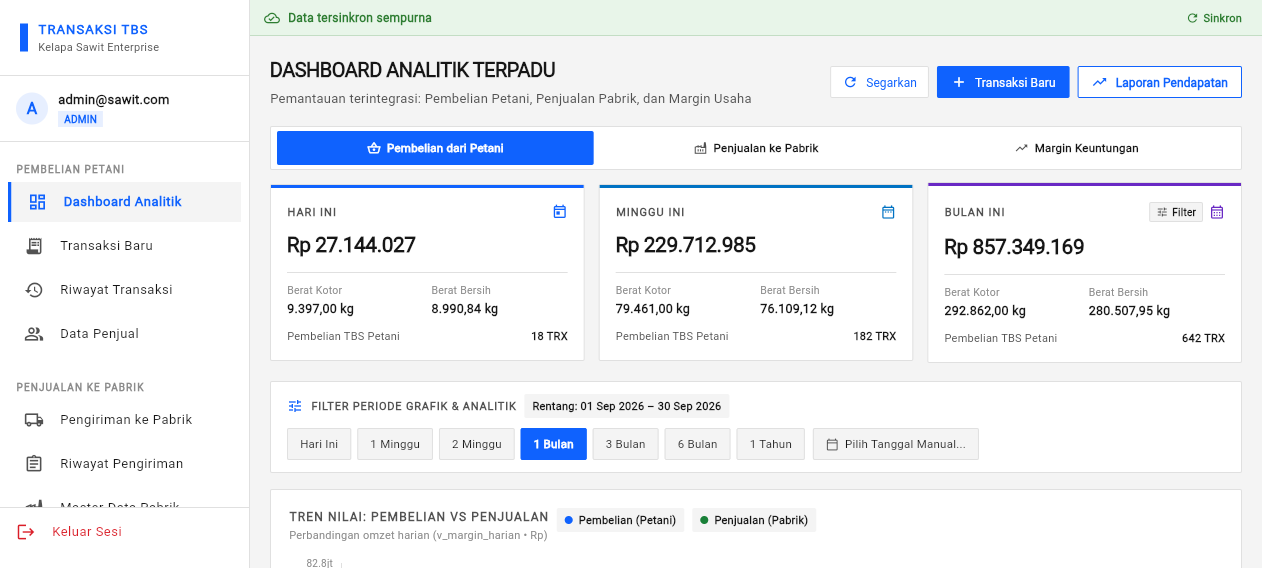 TRANSAKSI TBS
Kelapa Sawit Enterprise
A
admin@sawit.com
ADMIN
PEMBELIAN PETANI
Dashboard Analitik
Transaksi Baru
Riwayat Transaksi
Data Penjual
PENJUALAN KE PABRIK
Pengiriman ke Pabrik
Riwayat Pengiriman
Master Data Pabrik
Keluar Sesi
Data tersinkron sempurna
Sinkron
DASHBOARD ANALITIK TERPADU
Pemantauan terintegrasi: Pembelian Petani, Penjualan Pabrik, dan Margin Usaha
Segarkan
Transaksi Baru
Laporan Pendapatan
Pembelian dari Petani
Penjualan ke Pabrik
Margin Keuntungan
HARI INI
Rp 27.144.027
Berat Kotor Berat Bersih
9.397,00 kg 8.990,84 kg
Pembelian TBS Petani 18 TRX
MINGGU INI
Rp 229.712.985
Berat Kotor Berat Bersih
79.461,00 kg 76.109,12 kg
Pembelian TBS Petani 182 TRX
BULAN INI Filter
Rp 857.349.169
Berat Kotor Berat Bersih
292.862,00 kg 280.507,95 kg
Pembelian TBS Petani 642 TRX
FILTER PERIODE GRAFIK & ANALITIK Rentang: 01 Sep 2026 – 30 Sep 2026
Hari Ini 1 Minggu 2 Minggu 1 Bulan 3 Bulan 6 Bulan 1 Tahun Pilih Tanggal Manual...
TREN NILAI: PEMBELIAN VS PENJUALAN Pembelian (Petani) Penjualan (Pabrik)
Perbandingan omzet harian (v_margin_harian • Rp)
82.8jt